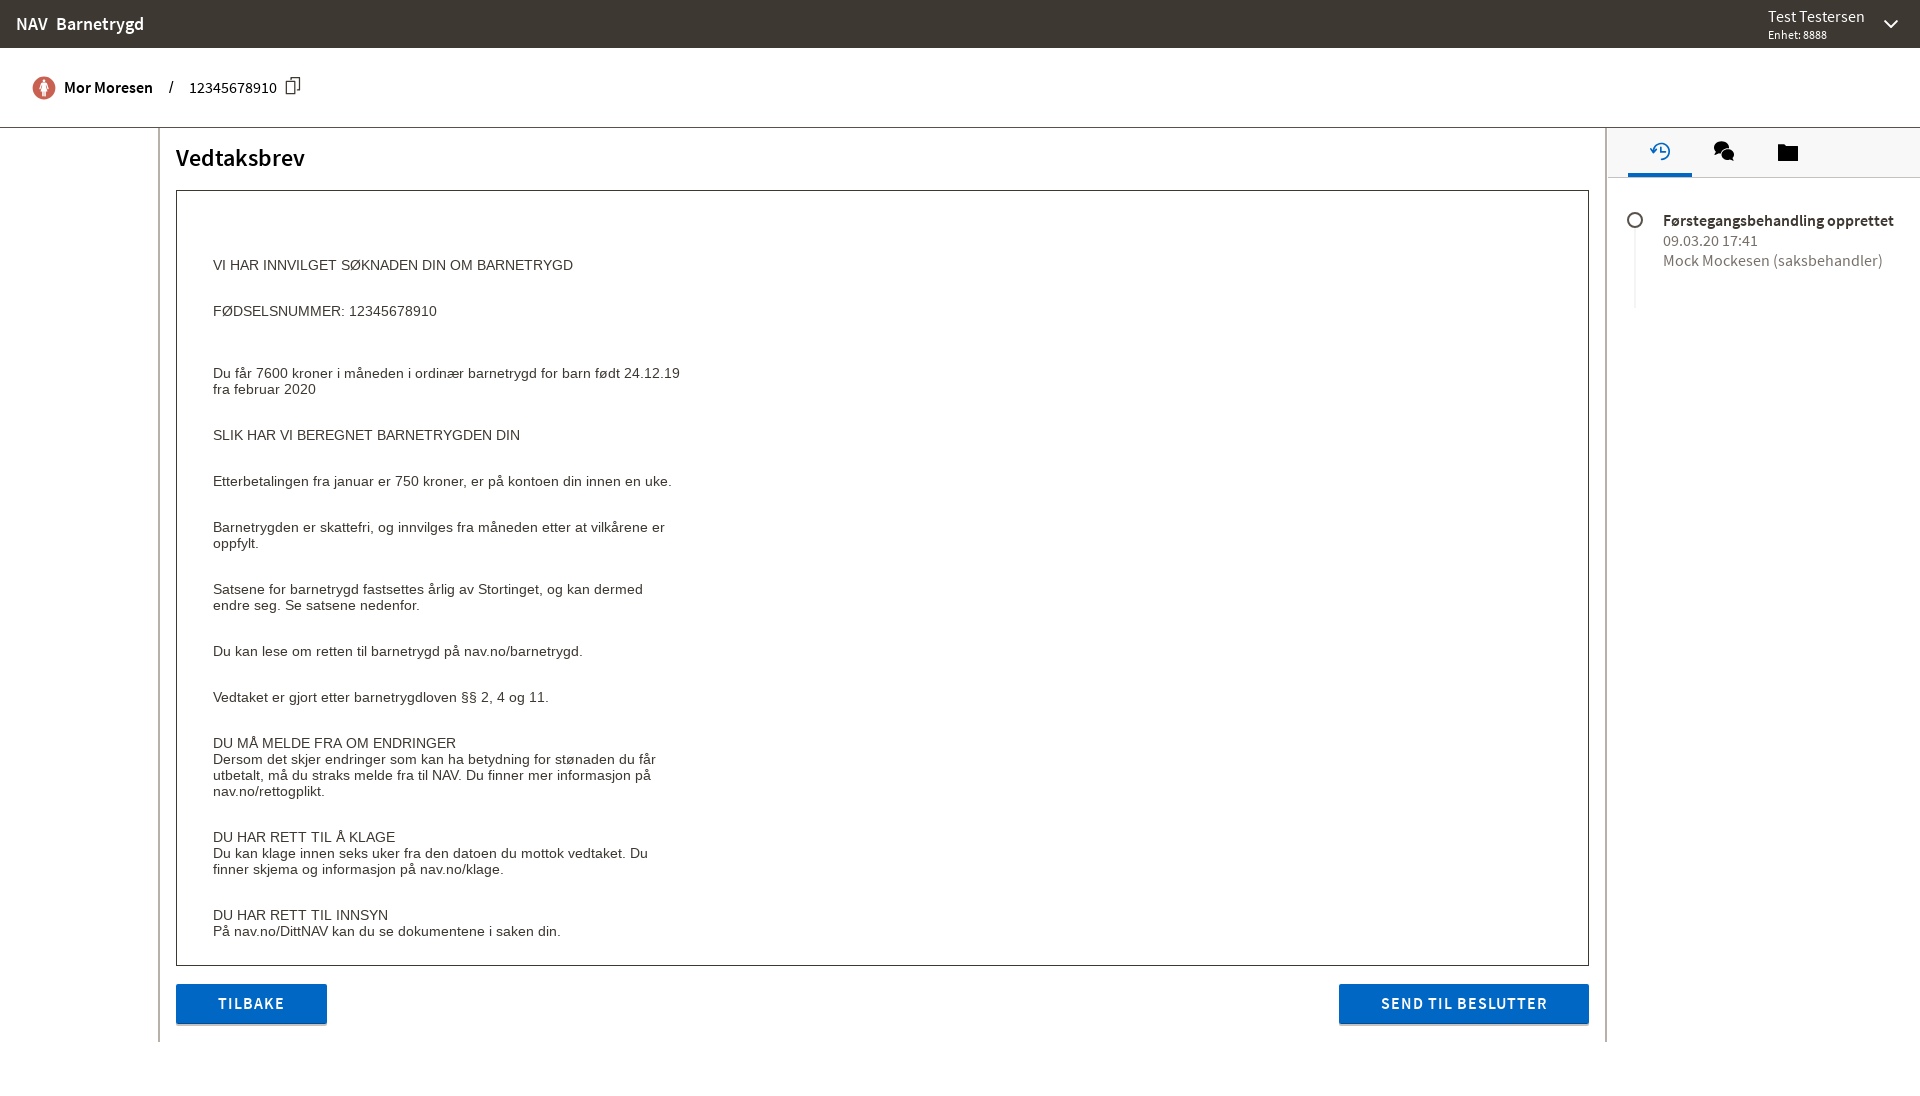 NAV Barnetrygd
Test Testersen
Enhet: 8888
Mor Moresen / 12345678910
Vedtaksbrev
VI HAR INNVILGET SØKNADEN DIN OM BARNETRYGD
FØDSELSNUMMER: 12345678910
Du får 7600 kroner i måneden i ordinær barnetrygd for barn født 24.12.19
fra februar 2020
SLIK HAR VI BEREGNET BARNETRYGDEN DIN
Etterbetalingen fra januar er 750 kroner, er på kontoen din innen en uke.
Barnetrygden er skattefri, og innvilges fra måneden etter at vilkårene er
oppfylt.
Satsene for barnetrygd fastsettes årlig av Stortinget, og kan dermed
endre seg. Se satsene nedenfor.
Du kan lese om retten til barnetrygd på nav.no/barnetrygd.
Vedtaket er gjort etter barnetrygdloven §§ 2, 4 og 11.
DU MÅ MELDE FRA OM ENDRINGER
Dersom det skjer endringer som kan ha betydning for stønaden du får
utbetalt, må du straks melde fra til NAV. Du finner mer informasjon på
nav.no/rettogplikt.
DU HAR RETT TIL Å KLAGE
Du kan klage innen seks uker fra den datoen du mottok vedtaket. Du
finner skjema og informasjon på nav.no/klage.
DU HAR RETT TIL INNSYN
På nav.no/DittNAV kan du se dokumentene i saken din.
TILBAKE
SEND TIL BESLUTTER
Førstegangsbehandling opprettet
09.03.20 17:41
Mock Mockesen (saksbehandler)